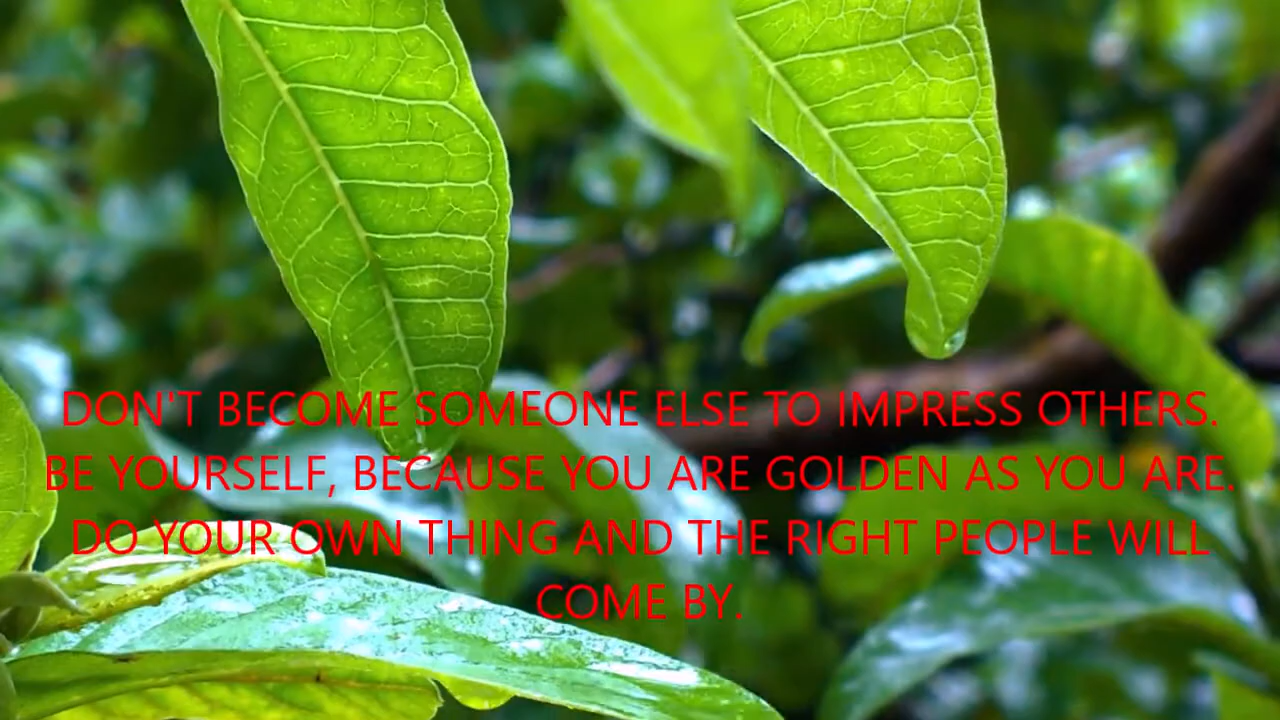 DON'T BECOME SOMEONE ELSE TO IMPRESS OTHERS.
BE YOURSELF, BECAUSE YOU ARE GOLDEN AS YOU ARE.
DO YOUR OWN THING AND THE RIGHT PEOPLE WILL
COME BY.